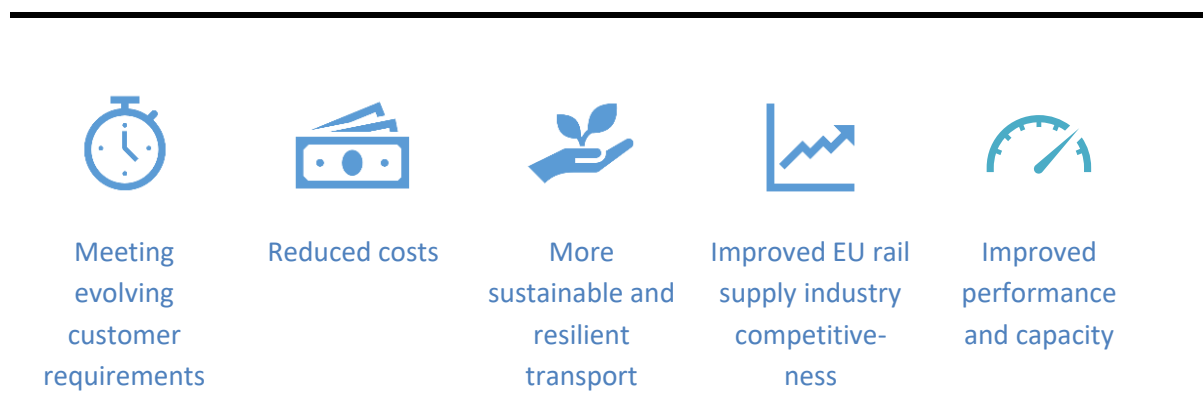 Meeting
evolving
customer
requirements
Reduced costs
More
sustainable and
resilient
transport
Improved EU rail
supply industry
competitive-
ness
Improved
performance
and capacity